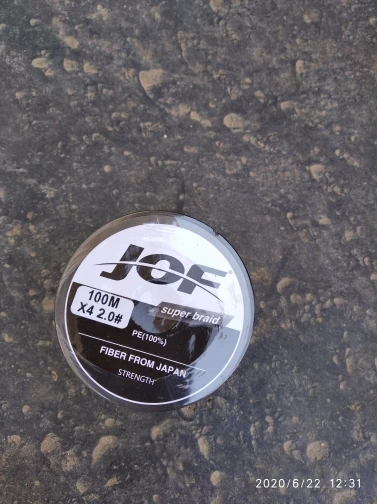 JOF
100M
X4 2.0#
super braid
PE(100%)
FIBER FROM JAPAN
STRENGTH
2020/6/22 12:31